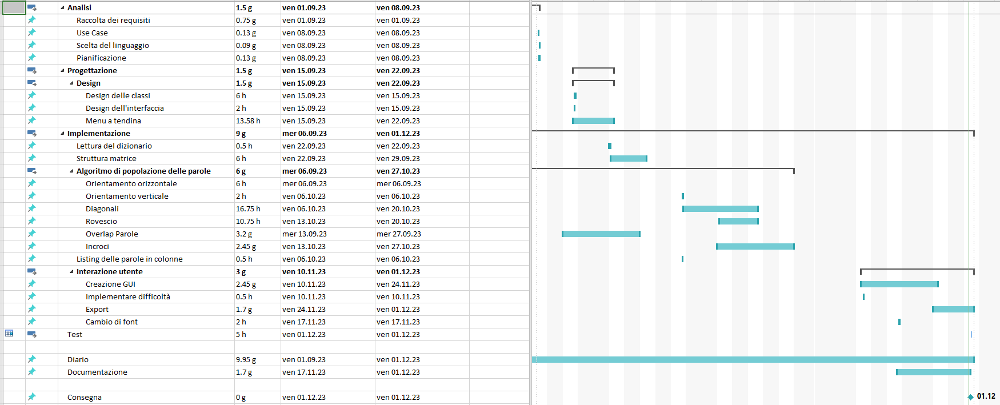 Analisi 1.5 g ven 01.09.23 ven 08.09.23
Raccolta dei requisiti 0.75 g ven 01.09.23 ven 01.09.23
Use Case 0.13 g ven 08.09.23 ven 08.09.23
Scelta del linguaggio 0.09 g ven 08.09.23 ven 08.09.23
Pianificazione 0.13 g ven 08.09.23 ven 08.09.23
Progettazione 1.5 g ven 15.09.23 ven 22.09.23
Design 1.5 g ven 15.09.23 ven 22.09.23
Design delle classi 6 h ven 15.09.23 ven 15.09.23
Design dell'interfaccia 2 h ven 15.09.23 ven 15.09.23
Menu a tendina 13.58 h ven 15.09.23 ven 22.09.23
Implementazione 9 g mer 06.09.23 ven 01.12.23
Lettura del dizionario 0.5 h ven 22.09.23 ven 22.09.23
Struttura matrice 6 h ven 22.09.23 ven 29.09.23
Algoritmo di popolazione delle parole 6 g mer 06.09.23 ven 27.10.23
Orientamento orizzontale 6 h mer 06.09.23 mer 06.09.23
Orientamento verticale 2 h ven 06.10.23 ven 06.10.23
Diagonali 16.75 h ven 06.10.23 ven 20.10.23
Rovescio 10.75 h ven 13.10.23 ven 20.10.23
Overlap Parole 3.2 g mer 13.09.23 mer 27.09.23
Incroci 2.45 g ven 13.10.23 ven 27.10.23
Listing delle parole in colonne 0.5 h ven 06.10.23 ven 06.10.23
Interazione utente 3 g ven 10.11.23 ven 01.12.23
Creazione GUI 2.45 g ven 10.11.23 ven 24.11.23
Implementare difficoltà 0.5 h ven 10.11.23 ven 10.11.23
Export 1.7 g ven 24.11.23 ven 01.12.23
Cambio di font 2 h ven 17.11.23 ven 17.11.23
Test 5 h ven 01.12.23 ven 01.12.23
Diario 9.95 g ven 01.09.23 ven 01.12.23
Documentazione 1.7 g ven 17.11.23 ven 01.12.23
Consegna 0 g ven 01.12.23 ven 01.12.23 01.12